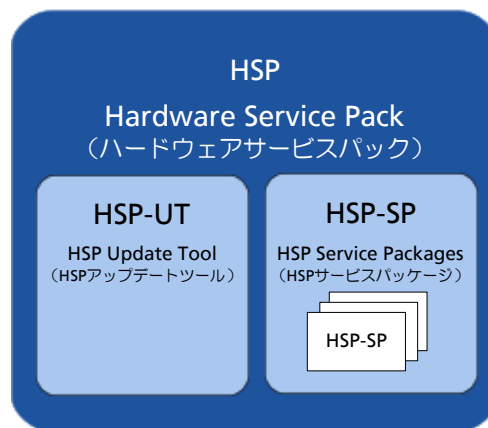 HSP
Hardware Service Pack
（ハードウェアサービスパック）
HSP-UT
HSP Update Tool
（HSPアップデートツール）
HSP-SP
HSP Service Packages
（HSPサービスパッケージ）
HSP-SP